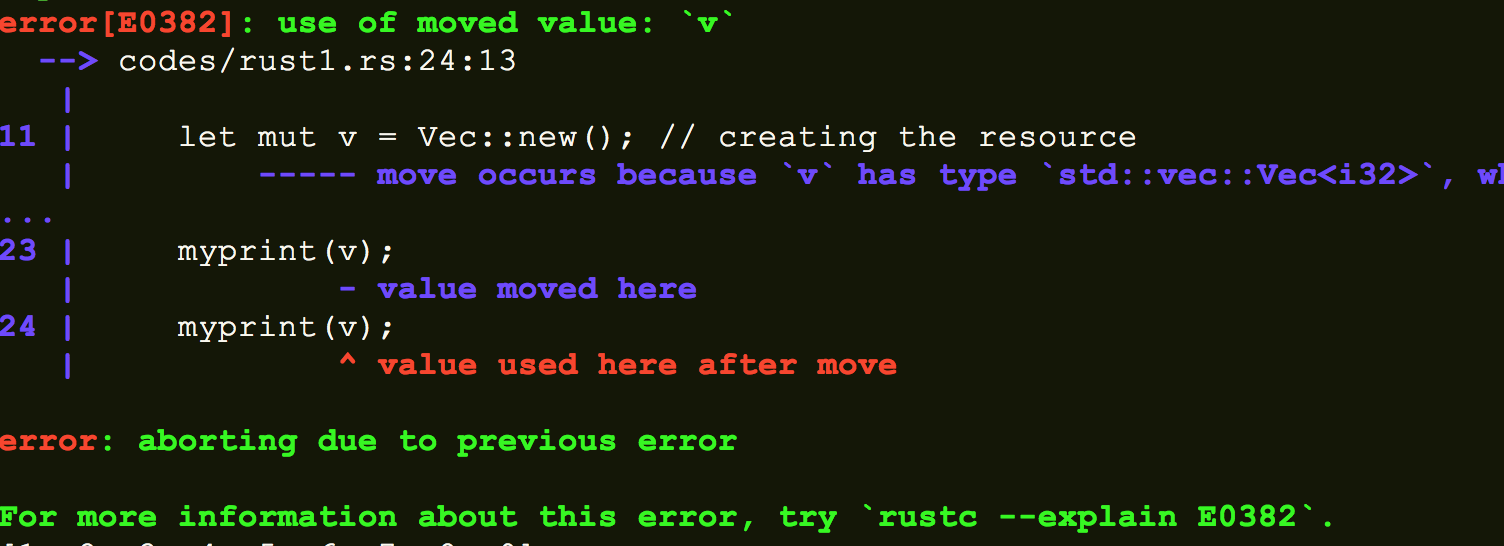 error[E0382]: use of moved value: `v`
--> codes/rust1.rs:24:13
|
11 | let mut v = Vec::new(); // creating the resource
| ----- move occurs because `v` has type `std::vec::Vec<i32>`,
...
23 | myprint(v);
| - value moved here
24 | myprint(v);
| ^ value used here after move
error: aborting due to previous error
For more information about this error, try `rustc --explain E0382`.